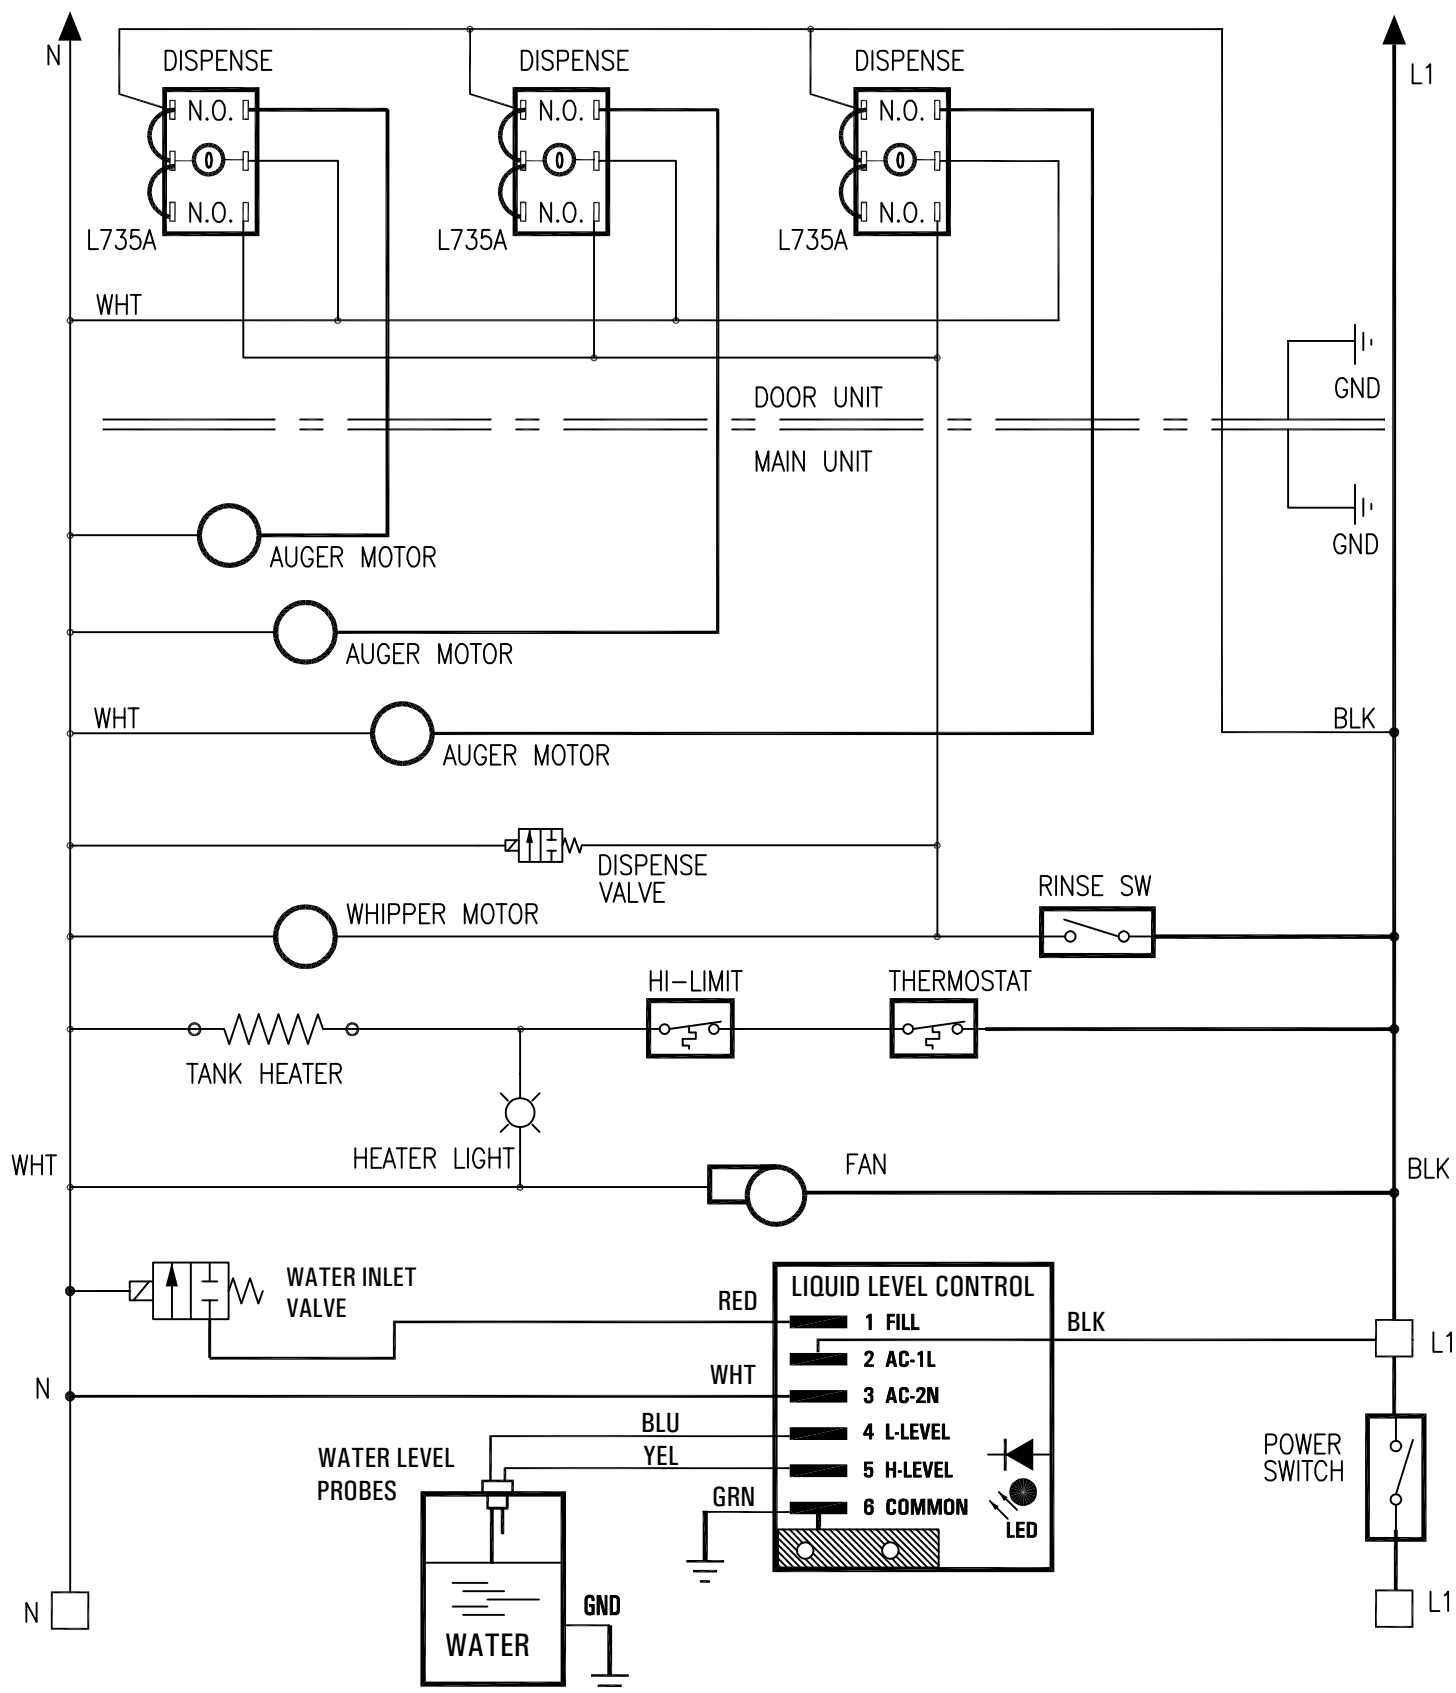 N
L1
DISPENSE
DISPENSE
DISPENSE
N.O.
N.O.
N.O.
N.O.
N.O.
N.O.
L735A
L735A
L735A
WHT
GND
DOOR UNIT
MAIN UNIT
GND
AUGER MOTOR
AUGER MOTOR
WHT
BLK
AUGER MOTOR
DISPENSE
VALVE
RINSE SW
WHIPPER MOTOR
HI-LIMIT
THERMOSTAT
TANK HEATER
HEATER LIGHT
WHT
FAN
BLK
WATER INLET
VALVE
RED
LIQUID LEVEL CONTROL
1 FILL
BLK
L1
2 AC-1L
N
WHT
3 AC-2N
BLU
4 L-LEVEL
POWER
SWITCH
WATER LEVEL
PROBES
YEL
5 H-LEVEL
GRN
6 COMMON
LED
N
GND
L1
WATER